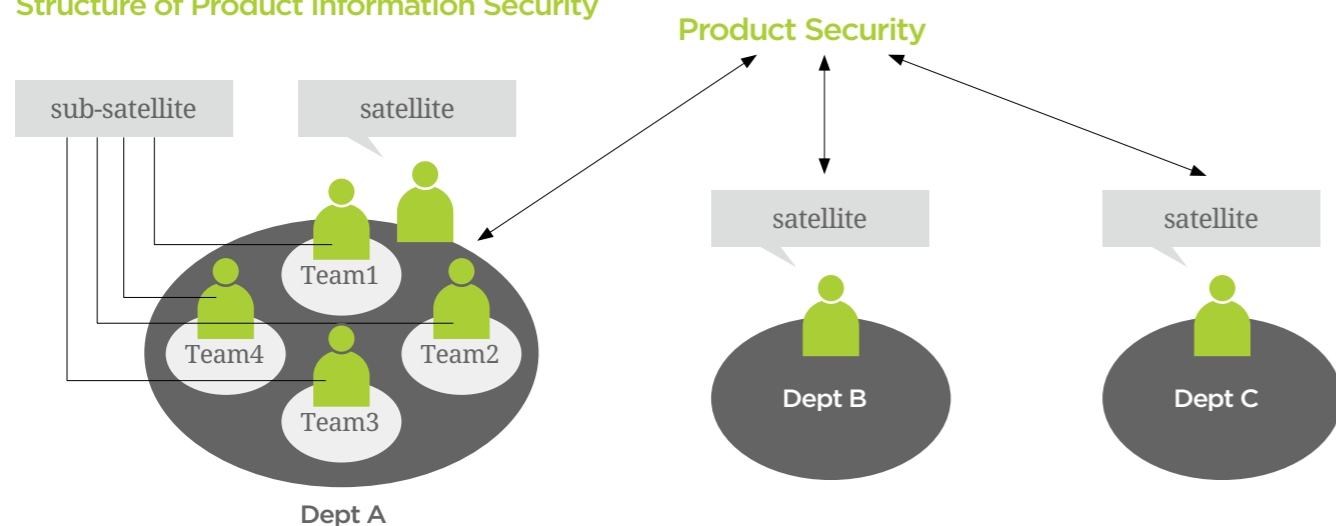 Structure of Product Information Security
Product Security
sub-satellite
satellite
satellite
satellite
Team1
Team4
Team2
Team3
Dept B
Dept C
Dept A